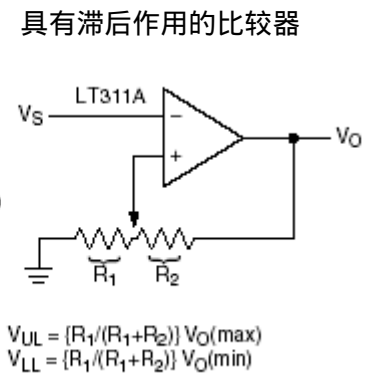 具有滞后作用的比较器
LT311A
VS
−
+
VO
R1
R2
VUL = {R1/(R1+R2)} VO(max)
VLL = {R1/(R1+R2)} VO(min)